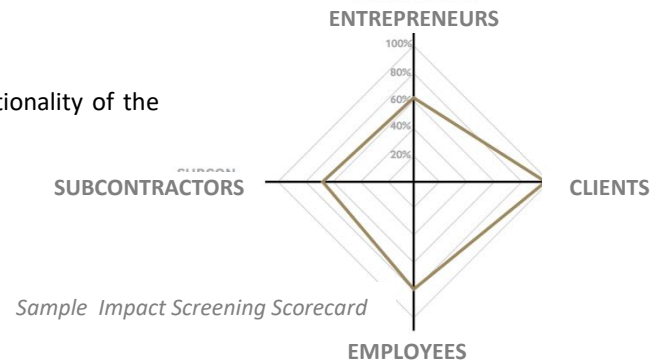 ENTREPRENEURS
100%
80%
tionality of the
60%
40%
20%
SUBCONTRACTORS
CLIENTS
Sample Impact Screening Scorecard
EMPLOYEES